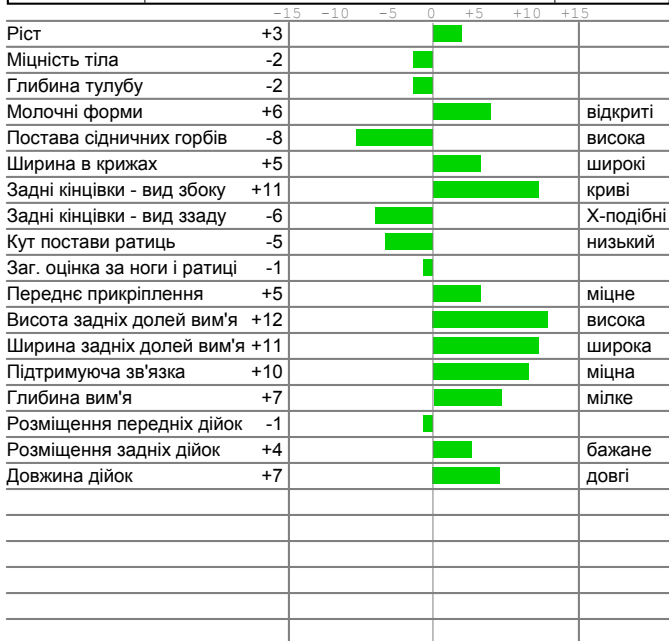 -15 -10 -5 0 +5 +10 +15
Ріст +3
Міцність тіла -2
Глибина тулубу -2
Молочні форми +6 відкриті
Постава сідничних горбів -8 висока
Ширина в крижах +5 широкі
Задні кінцівки - вид збоку +11 криві
Задні кінцівки - вид ззаду -6 Х-подібні
Кут постави ратиць -5 низький
Заг. оцінка за ноги і ратиці -1
Переднє прикріплення +5 міцне
Висота задніх долей вим'я +12 висока
Ширина задніх долей вим'я +11 широка
Підтримуюча зв'язка +10 міцна
Глибина вим'я +7 мілке
Розміщення передніх дійок -1
Розміщення задніх дійок +4 бажане
Довжина дійок +7 довгі